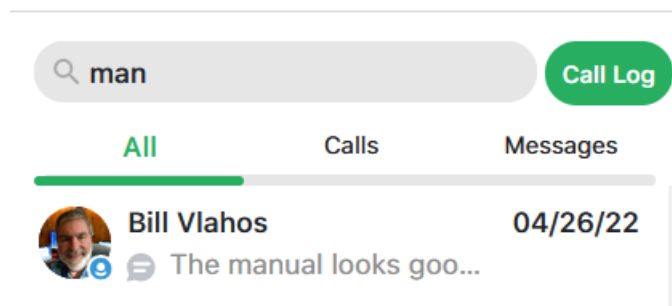 man
Call Log
All Calls Messages
Bill Vlahos 04/26/22
The manual looks goo...